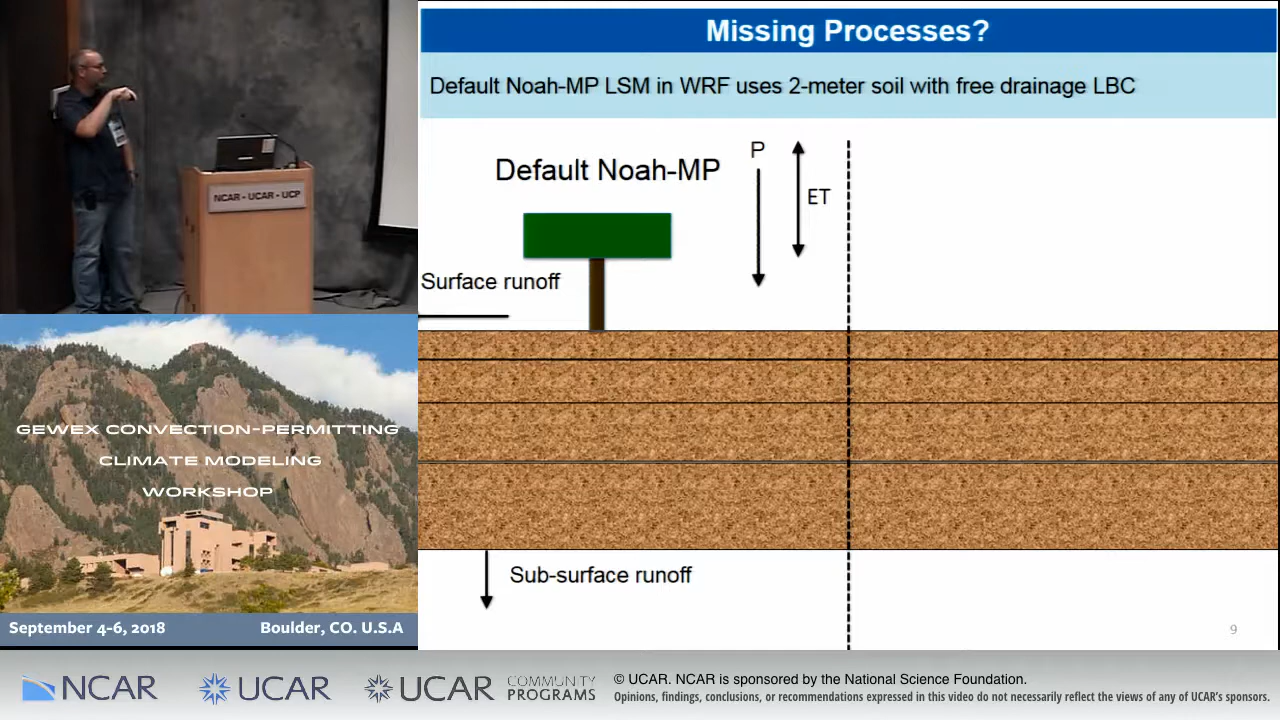 Missing Processes?
Default Noah-MP LSM in WRF uses 2-meter soil with free drainage LBC
Default Noah-MP
P
ET
Surface runoff
Sub-surface runoff
9
NCAR - UCAR - UCP
GEWEX CONVECTION-PERMITTING
CLIMATE MODELING
WORKSHOP
September 4-6, 2018 Boulder, CO. U.S.A
NCAR UCAR UCAR COMMUNITY PROGRAMS
© UCAR. NCAR is sponsored by the National Science Foundation.
Opinions, findings, conclusions, or recommendations expressed in this video do not necessarily reflect the views of any of UCAR's sponsors.